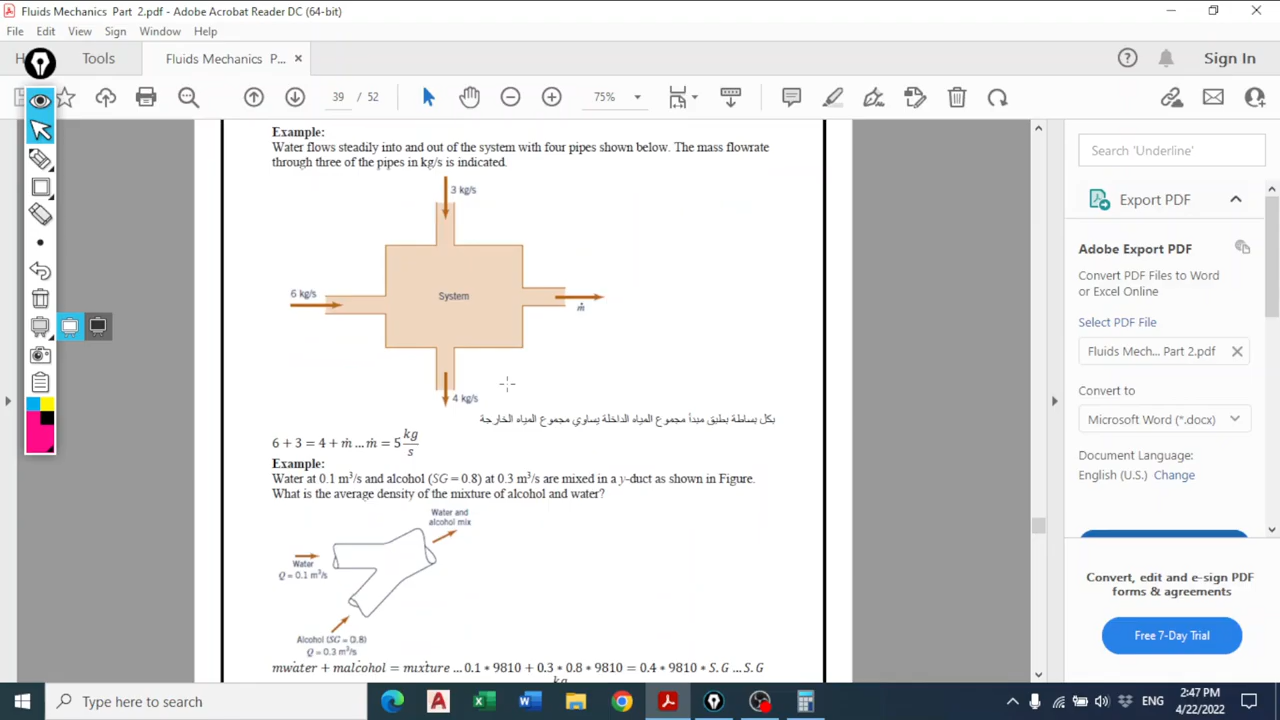 Fluids Mechanics Part 2.pdf - Adobe Acrobat Reader DC (64-bit)
File Edit View Sign Window Help
H Tools Fluids Mechanics P... × Sign In
39 / 52 75%
Example:
Water flows steadily into and out of the system with four pipes shown below. The mass flowrate
through three of the pipes in kg/s is indicated.
3 kg/s
6 kg/s
System
ṁ
4 kg/s
بكل بساطة بطبق مبدأ مجموع المياه الداخلة يساوي مجموع المياه الخارجة
6 + 3 = 4 + ṁ ... ṁ = 5 kg/s
Example:
Water at 0.1 m³/s and alcohol (SG = 0.8) at 0.3 m³/s are mixed in a y-duct as shown in Figure.
What is the average density of the mixture of alcohol and water?
Water and
alcohol mix
Water
Q = 0.1 m³/s
Alcohol (SG = 0.8)
Q = 0.3 m³/s
mẇater + malċohol = miẋture ... 0.1 * 9810 + 0.3 * 0.8 * 9810 = 0.4 * 9810 * S.G ... S.G
kg
Search 'Underline'
Export PDF
Adobe Export PDF
Convert PDF Files to Word
or Excel Online
Select PDF File
Fluids Mech... Part 2.pdf ×
Convert to
Microsoft Word (*.docx)
Document Language:
English (U.S.) Change
Convert, edit and e-sign PDF
forms & agreements
Free 7-Day Trial
Type here to search
ENG
2:47 PM
4/22/2022